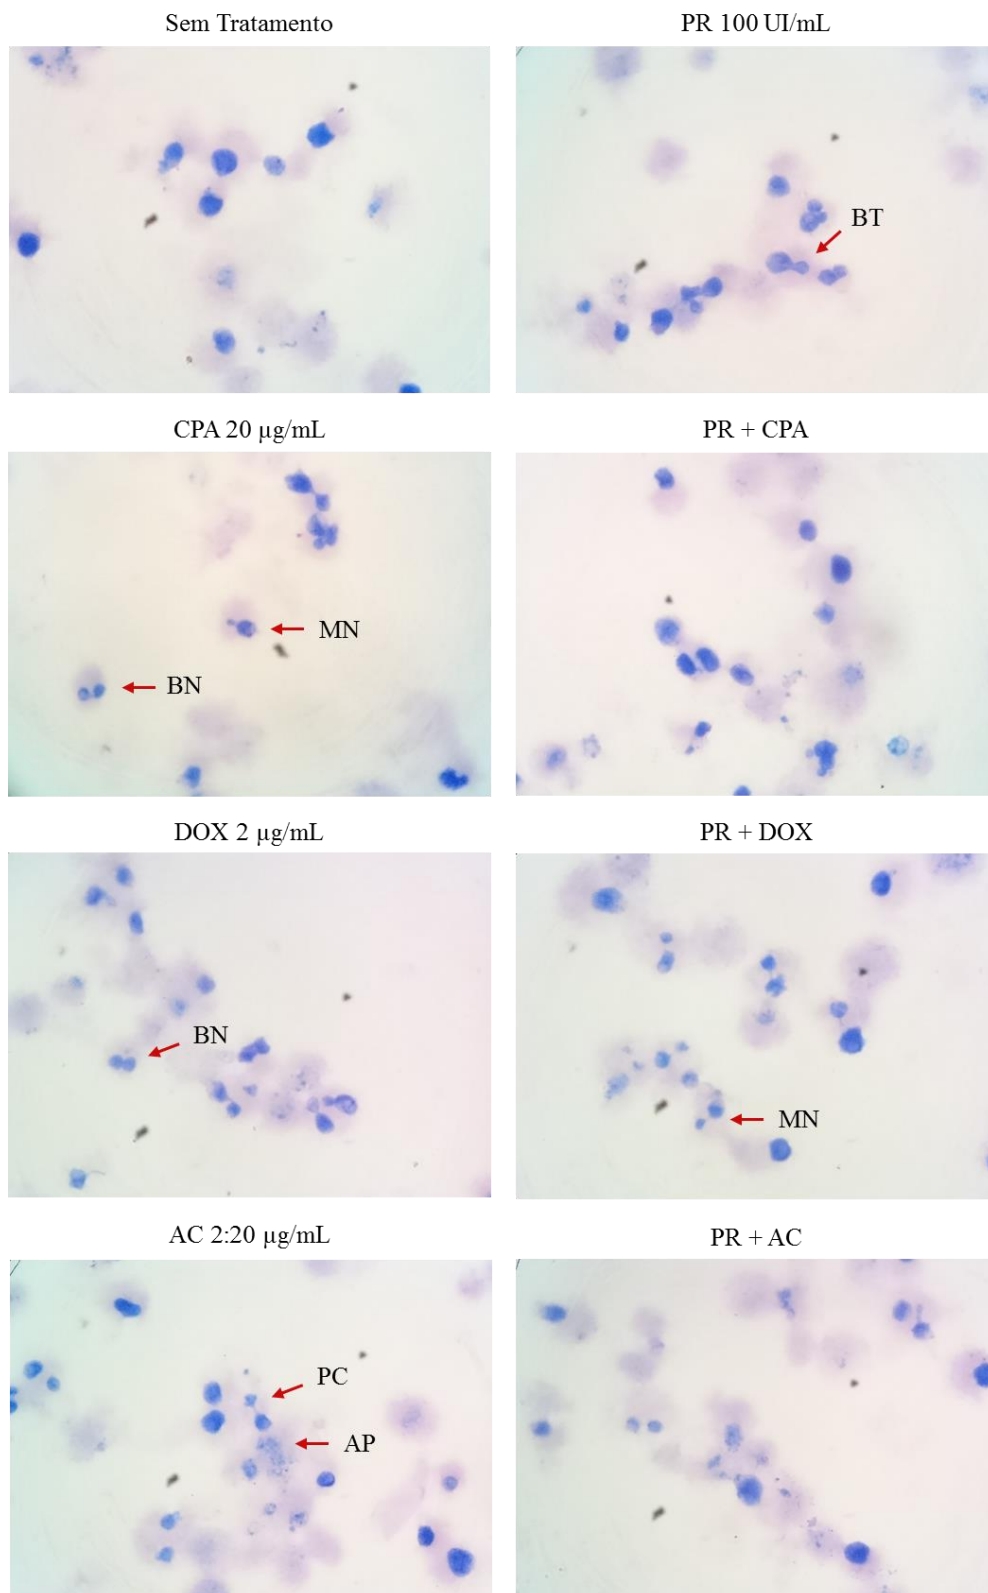 Sem Tratamento
PR 100 UI/mL
BT
CPA 20 µg/mL
PR + CPA
MN
BN
DOX 2 µg/mL
PR + DOX
BN
MN
AC 2:20 µg/mL
PR + AC
PC
AP